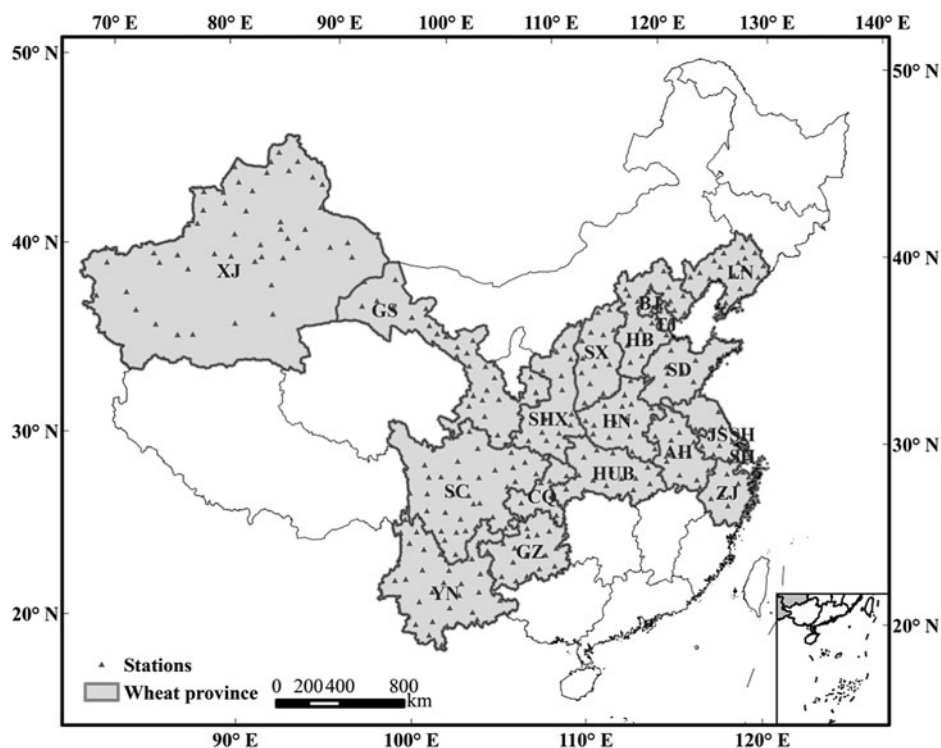 70° E 80° E 90° E 100° E 110° E 120° E 130° E 140° E
50° N 50° N
40° N 40° N
XJ
LN
GS
BJ
TJ
HB
SX
SD
30° N 30° N
SHX
HN
JSSH
SH
AH
HUB
SC
CQ
ZJ
GZ
YN
20° N 20° N
Stations
Wheat province
0 200 400 800
km
90° E 100° E 110° E 120° E